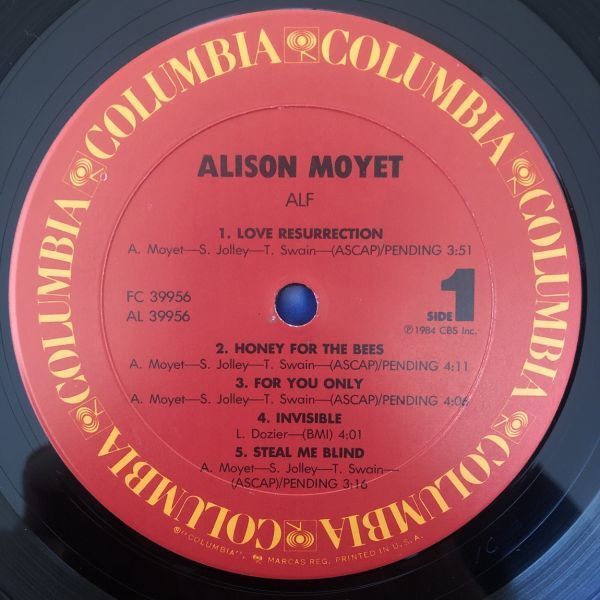 COLUMBIA COLUMBIA COLUMBIA COLUMBIA COLUMBIA COLUMBIA
ALISON MOYET
ALF
1. LOVE RESURRECTION
A. Moyet—S. Jolley—T. Swain—(ASCAP)/PENDING 3:51
FC 39956
AL 39956
SIDE 1
℗ 1984 CBS Inc.
2. HONEY FOR THE BEES
A. Moyet—S. Jolley—T. Swain—(ASCAP)/PENDING 4:11
3. FOR YOU ONLY
A. Moyet—S. Jolley—T. Swain—(ASCAP)/PENDING 4:06
4. INVISIBLE
L. Dozier—(BMI) 4:01
5. STEAL ME BLIND
A. Moyet—S. Jolley—T. Swain—
(ASCAP)/PENDING 3:16
®"COLUMBIA", MARCAS REG. PRINTED IN U.S.A.